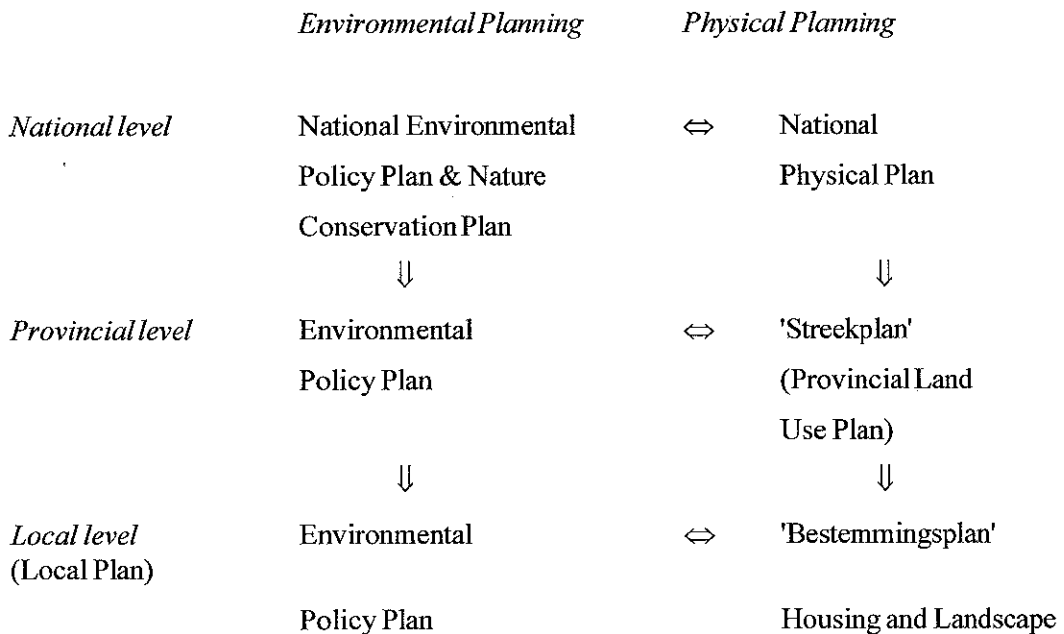 Environmental Planning Physical Planning
National level National Environmental ⇔ National
Policy Plan & Nature Physical Plan
Conservation Plan
⇓ ⇓
Provincial level Environmental ⇔ 'Streekplan'
Policy Plan (Provincial Land
Use Plan)
⇓ ⇓
Local level Environmental ⇔ 'Bestemmingsplan'
(Local Plan)
Policy Plan Housing and Landscape